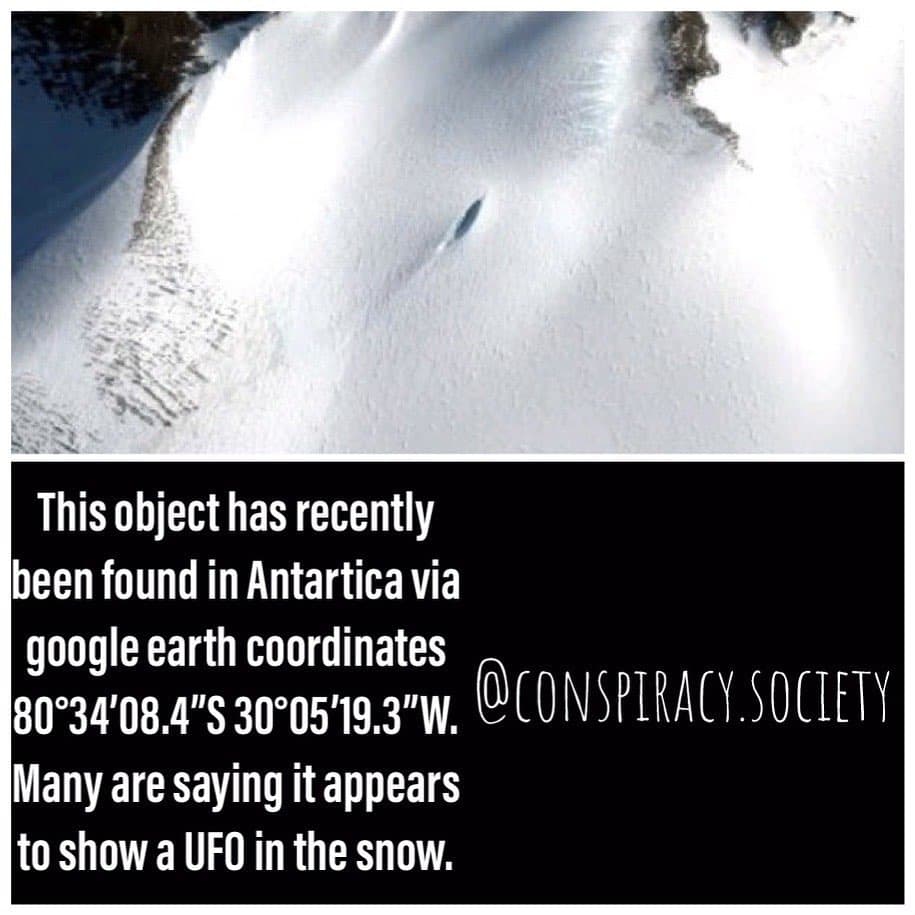 This object has recently
been found in Antartica via
google earth coordinates
80°34'08.4"S 30°05'19.3"W.
Many are saying it appears
to show a UFO in the snow.
@CONSPIRACY.SOCIETY